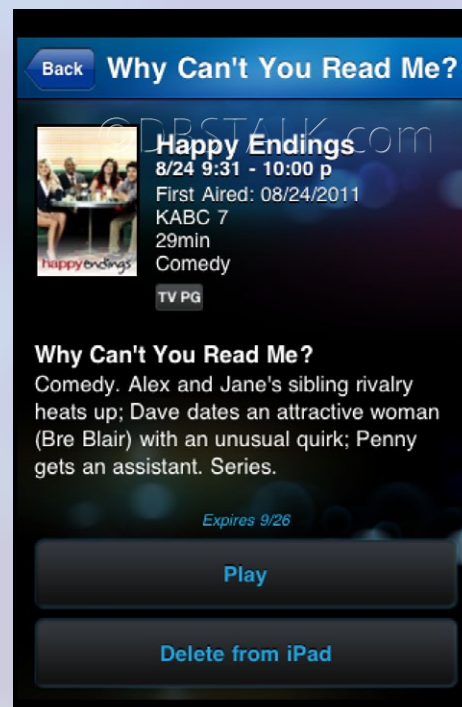 Back
Why Can't You Read Me?
©DBSTALK.com
Happy Endings
8/24 9:31 - 10:00 p
First Aired: 08/24/2011
KABC 7
29min
happy endings
Comedy
TV PG
Why Can't You Read Me?
Comedy. Alex and Jane's sibling rivalry
heats up; Dave dates an attractive woman
(Bre Blair) with an unusual quirk; Penny
gets an assistant. Series.
Expires 9/26
Play
Delete from iPad